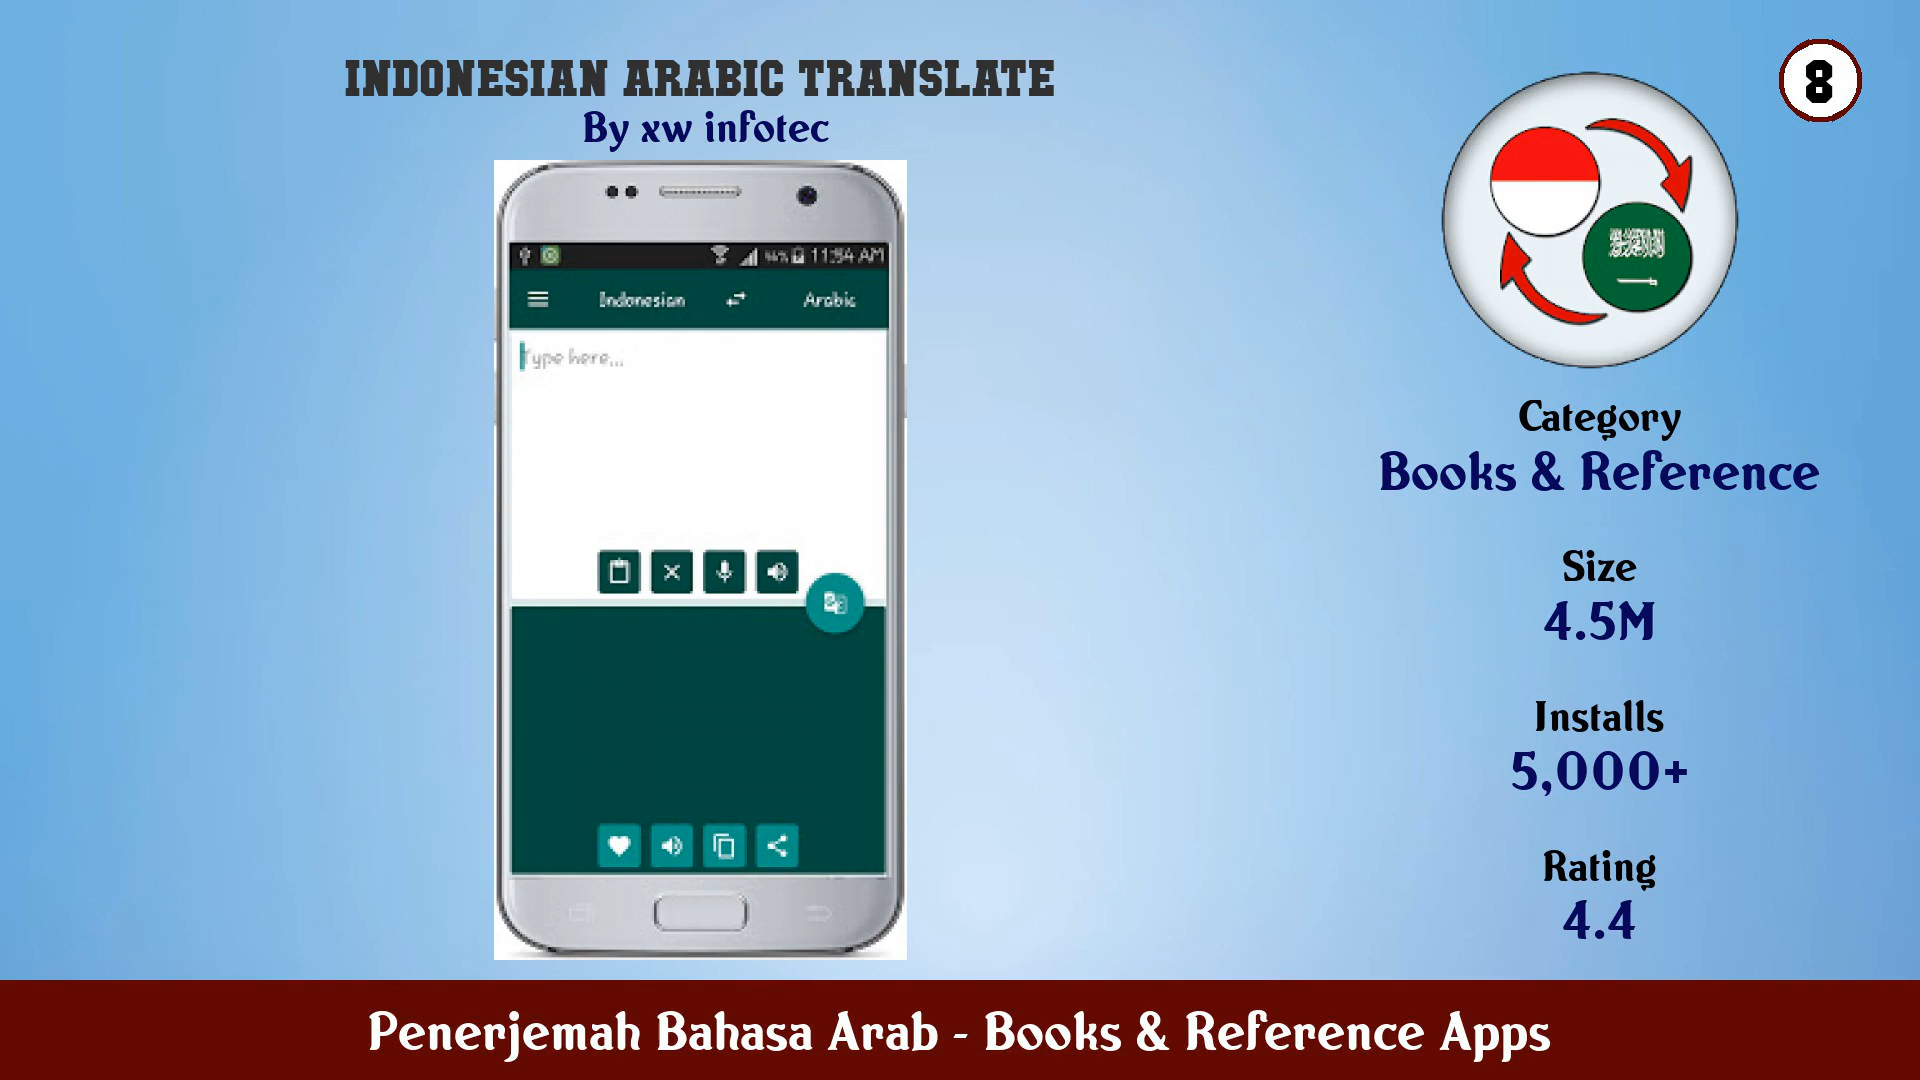 INDONESIAN ARABIC TRANSLATE
8
By xw infotec
11:54 AM
Indonesian
Arabic
Type here...
Category
Books & Reference
Size
4.5M
Installs
5,000+
Rating
4.4
Penerjemah Bahasa Arab - Books & Reference Apps